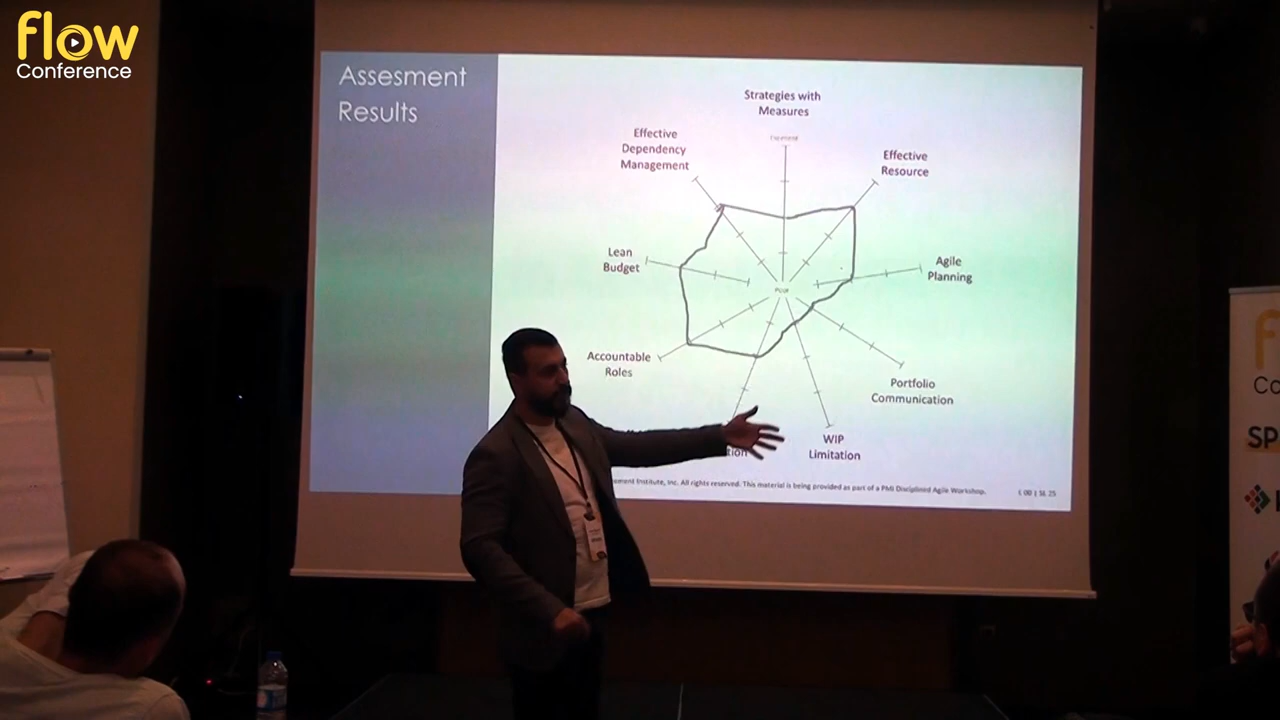 flow
Conference
Assesment
Results
Strategies with
Measures
Effective
Dependency
Management
Effective
Resource
Lean
Budget
Poor
Agile
Planning
Accountable
Roles
Portfolio
Communication
WIP
Limitation
tion
Institute, Inc. All rights reserved. This material is being provided as part of a PMI Disciplined Agile Workshop.
SP